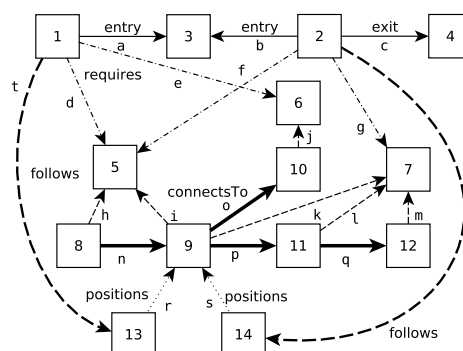 entry entry exit
1 3 2 4
a b c
t requires e f
d 6
g
j
follows 5 10 7
connectsTo
o
h i k l m
8 9 11 12
n p q
positions r s positions
13 14 follows